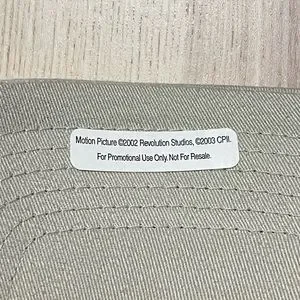 Motion Picture ©2002 Revolution Studios, ©2003 CPII.
For Promotional Use Only. Not For Resale.